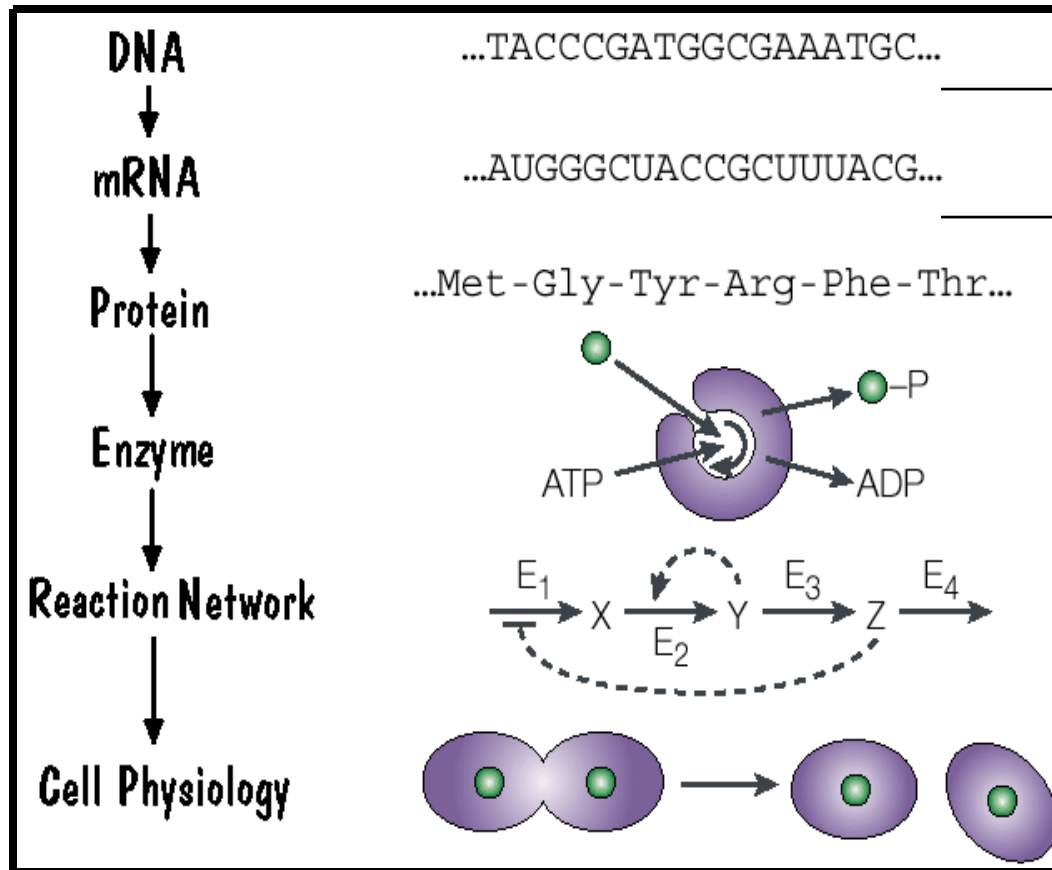 DNA
...TACCCGATGGCGAAATGC...
mRNA
...AUGGGCUACCGCUUUACG...
Protein
...Met-Gly-Tyr-Arg-Phe-Thr...
Enzyme
–P
ATP
ADP
Reaction Network
E1 X E2 Y E3 Z E4
Cell Physiology